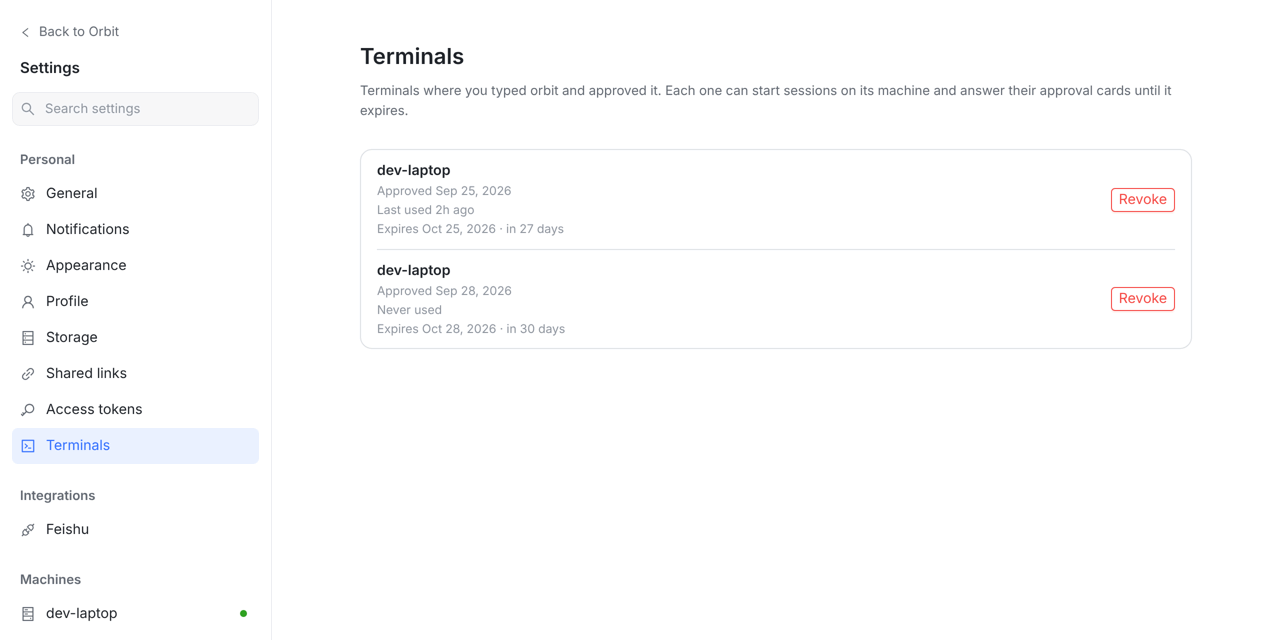 Back to Orbit
Settings
Search settings
Personal
General
Notifications
Appearance
Profile
Storage
Shared links
Access tokens
Terminals
Integrations
Feishu
Machines
dev-laptop
Terminals
Terminals where you typed orbit and approved it. Each one can start sessions on its machine and answer their approval cards until it
expires.
dev-laptop
Approved Sep 25, 2026
Last used 2h ago
Expires Oct 25, 2026 · in 27 days
Revoke
dev-laptop
Approved Sep 28, 2026
Never used
Expires Oct 28, 2026 · in 30 days
Revoke